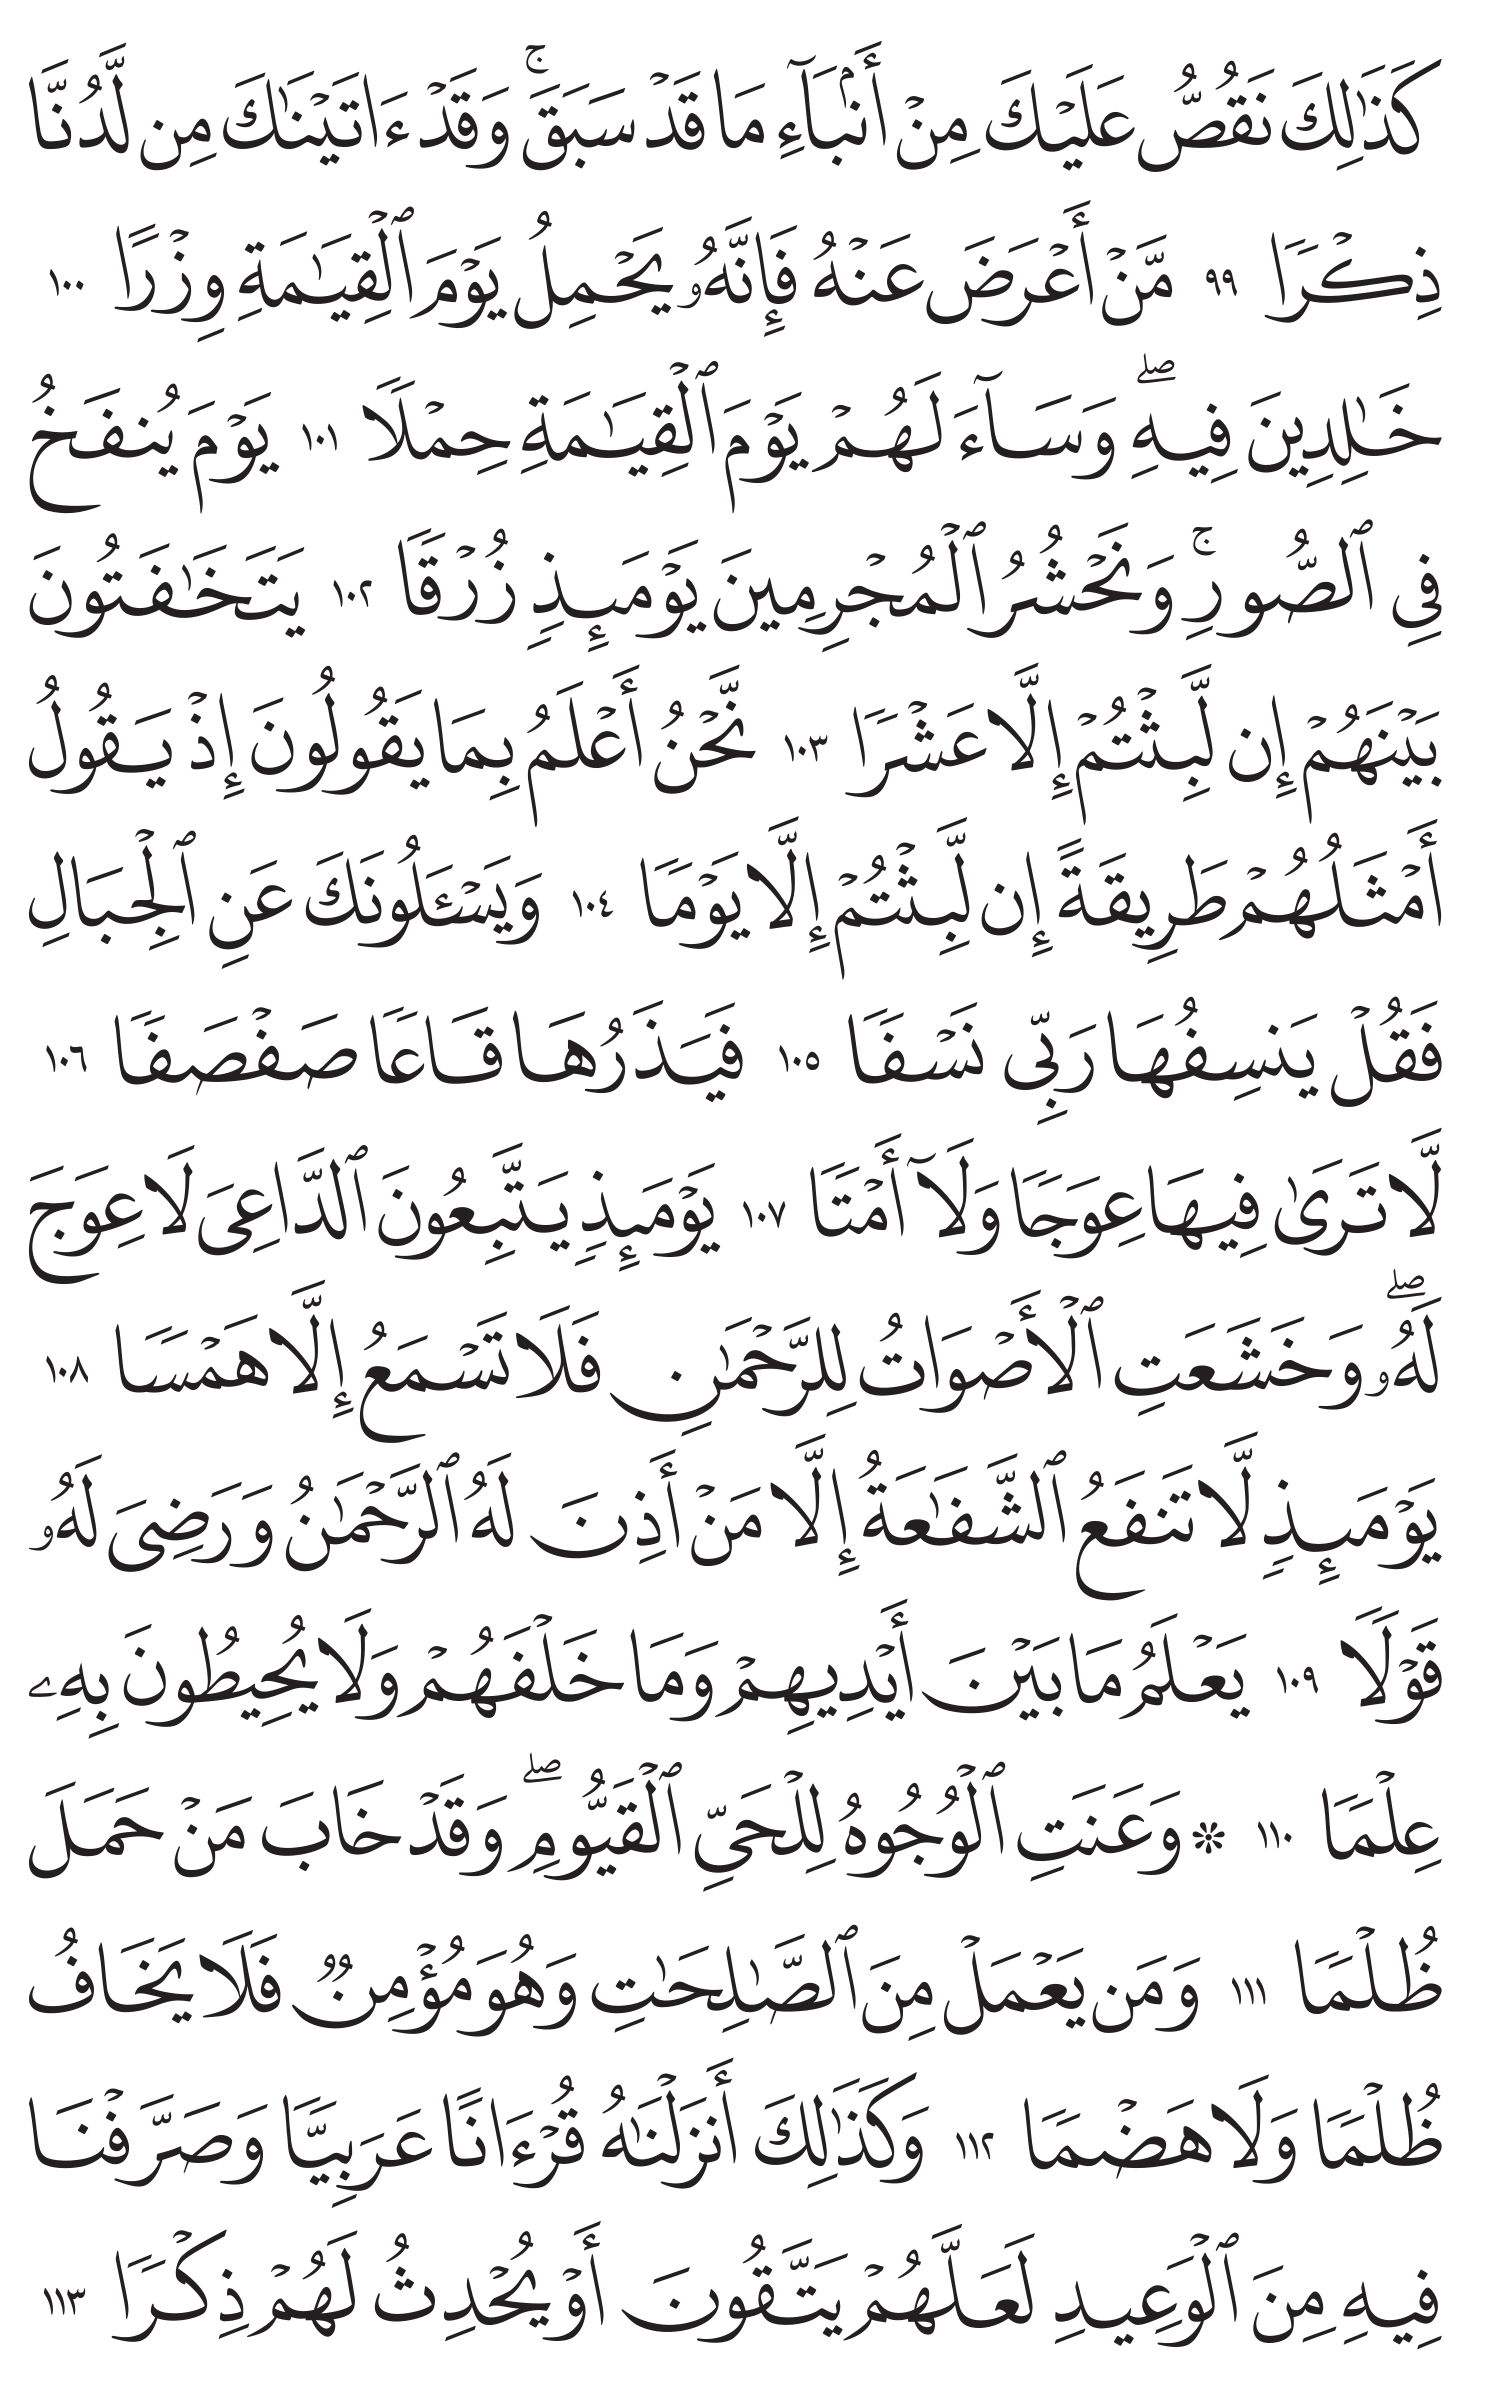 كَذَٰلِكَ نَقُصُّ عَلَيۡكَ مِنۡ أَنۢبَآءِ مَا قَدۡ سَبَقَۚ وَقَدۡ ءَاتَيۡنَٰكَ مِن لَّدُنَّا
ذِكۡرٗا ٩٩ مَّنۡ أَعۡرَضَ عَنۡهُ فَإِنَّهُۥ يَحۡمِلُ يَوۡمَ ٱلۡقِيَٰمَةِ وِزۡرًا ١٠٠
خَٰلِدِينَ فِيهِۖ وَسَآءَ لَهُمۡ يَوۡمَ ٱلۡقِيَٰمَةِ حِمۡلٗا ١٠١ يَوۡمَ يُنفَخُ
فِي ٱلصُّورِۚ وَنَحۡشُرُ ٱلۡمُجۡرِمِينَ يَوۡمَئِذٖ زُرۡقٗا ١٠٢ يَتَخَٰفَتُونَ
بَيۡنَهُمۡ إِن لَّبِثۡتُمۡ إِلَّا عَشۡرٗا ١٠٣ نَّحۡنُ أَعۡلَمُ بِمَا يَقُولُونَ إِذۡ يَقُولُ
أَمۡثَلُهُمۡ طَرِيقَةً إِن لَّبِثۡتُمۡ إِلَّا يَوۡمٗا ١٠٤ وَيَسۡـَٔلُونَكَ عَنِ ٱلۡجِبَالِ
فَقُلۡ يَنسِفُهَا رَبِّي نَسۡفٗا ١٠٥ فَيَذَرُهَا قَاعٗا صَفۡصَفٗا ١٠٦
لَّا تَرَىٰ فِيهَا عِوَجٗا وَلَآ أَمۡتٗا ١٠٧ يَوۡمَئِذٖ يَتَّبِعُونَ ٱلدَّاعِيَ لَا عِوَجَ
لَهُۥۖ وَخَشَعَتِ ٱلۡأَصۡوَاتُ لِلرَّحۡمَٰنِ فَلَا تَسۡمَعُ إِلَّا هَمۡسٗا ١٠٨
يَوۡمَئِذٖ لَّا تَنفَعُ ٱلشَّفَٰعَةُ إِلَّا مَنۡ أَذِنَ لَهُ ٱلرَّحۡمَٰنُ وَرَضِيَ لَهُۥ
قَوۡلٗا ١٠٩ يَعۡلَمُ مَا بَيۡنَ أَيۡدِيهِمۡ وَمَا خَلۡفَهُمۡ وَلَا يُحِيطُونَ بِهِۦ
عِلۡمٗا ١١٠ ۞ وَعَنَتِ ٱلۡوُجُوهُ لِلۡحَيِّ ٱلۡقَيُّومِۖ وَقَدۡ خَابَ مَنۡ حَمَلَ
ظُلۡمٗا ١١١ وَمَن يَعۡمَلۡ مِنَ ٱلصَّٰلِحَٰتِ وَهُوَ مُؤۡمِنٞ فَلَا يَخَافُ
ظُلۡمٗا وَلَا هَضۡمٗا ١١٢ وَكَذَٰلِكَ أَنزَلۡنَٰهُ قُرۡءَانًا عَرَبِيّٗا وَصَرَّفۡنَا
فِيهِ مِنَ ٱلۡوَعِيدِ لَعَلَّهُمۡ يَتَّقُونَ أَوۡ يُحۡدِثُ لَهُمۡ ذِكۡرٗا ١١٣